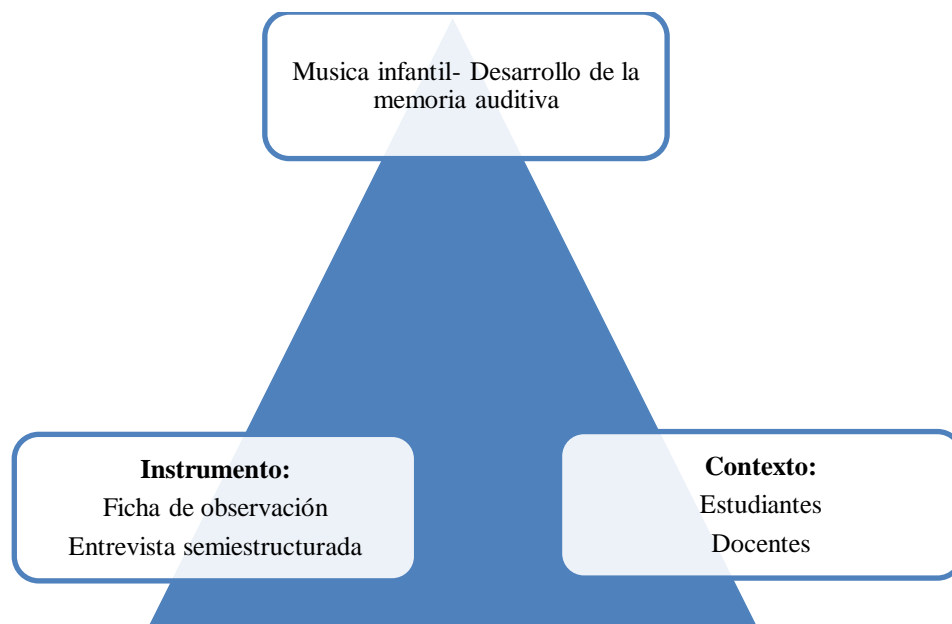 Musica infantil- Desarrollo de la
memoria auditiva
Instrumento:
Ficha de observación
Entrevista semiestructurada
Contexto:
Estudiantes
Docentes